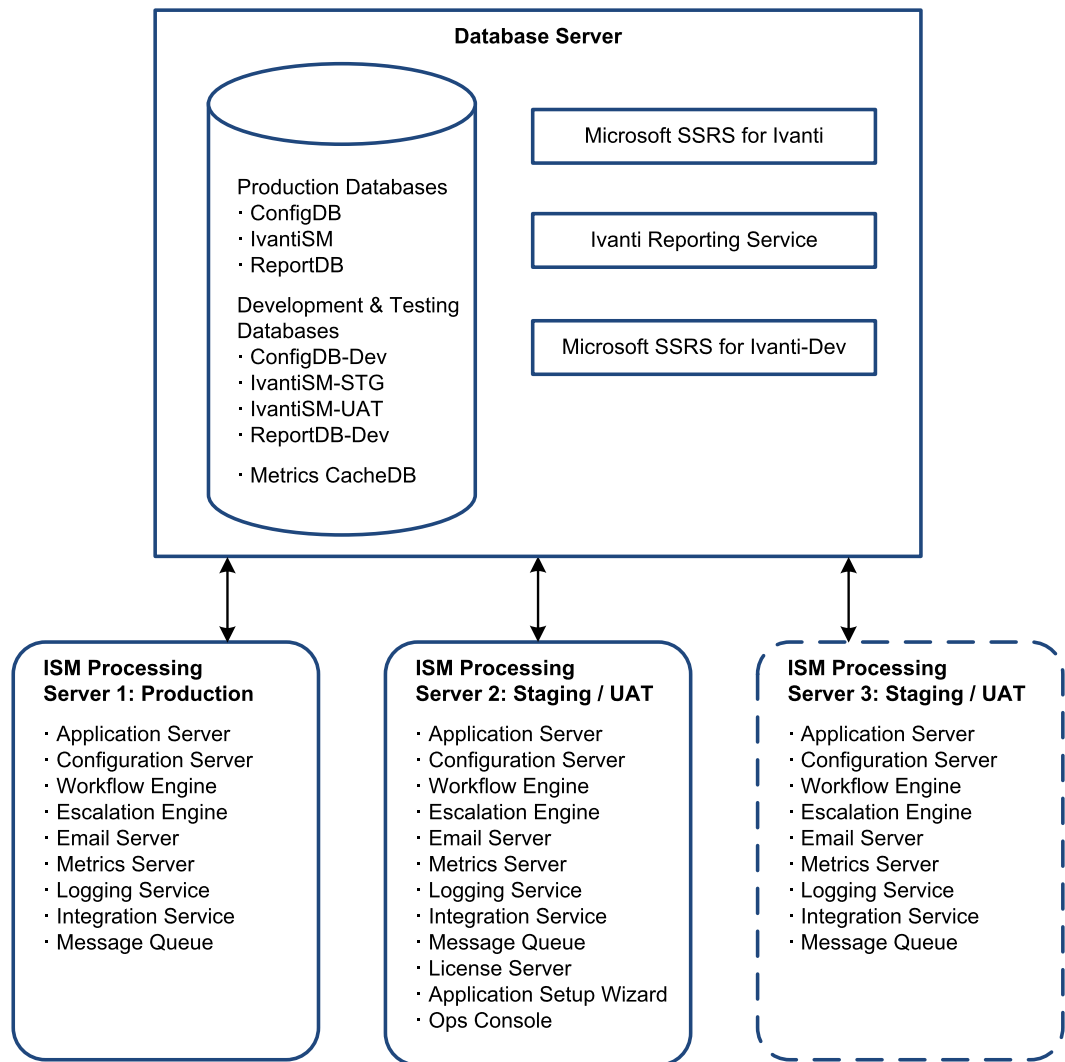 Database Server
Production Databases
· ConfigDB
· IvantiSM
· ReportDB
Development & Testing
Databases
· ConfigDB-Dev
· IvantiSM-STG
· IvantiSM-UAT
· ReportDB-Dev
· Metrics CacheDB
Microsoft SSRS for Ivanti
Ivanti Reporting Service
Microsoft SSRS for Ivanti-Dev
ISM Processing
Server 1: Production
· Application Server
· Configuration Server
· Workflow Engine
· Escalation Engine
· Email Server
· Metrics Server
· Logging Service
· Integration Service
· Message Queue
ISM Processing
Server 2: Staging / UAT
· Application Server
· Configuration Server
· Workflow Engine
· Escalation Engine
· Email Server
· Metrics Server
· Logging Service
· Integration Service
· Message Queue
· License Server
· Application Setup Wizard
· Ops Console
ISM Processing
Server 3: Staging / UAT
· Application Server
· Configuration Server
· Workflow Engine
· Escalation Engine
· Email Server
· Metrics Server
· Logging Service
· Integration Service
· Message Queue